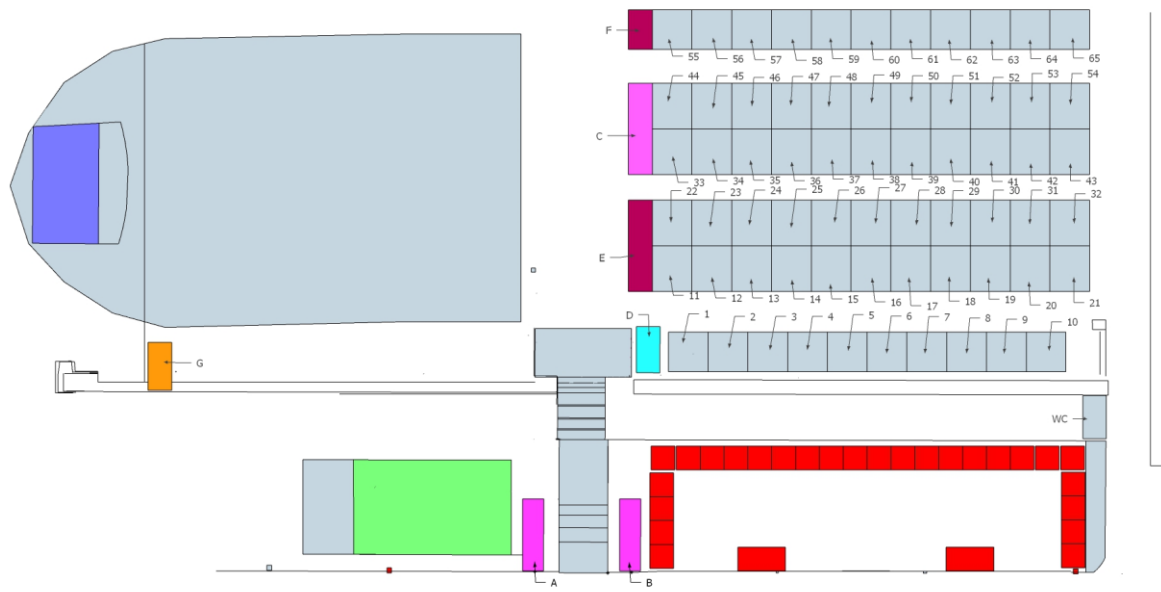 F
55 56 57 58 59 60 61 62 63 64 65
44 45 46 47 48 49 50 51 52 53 54
C
33 34 35 36 37 38 39 40 41 42 43
22 23 24 25 26 27 28 29 30 31 32
E
11 12 13 14 15 16 17 18 19 20 21
D 1 2 3 4 5 6 7 8 9 10
G
WC
A B